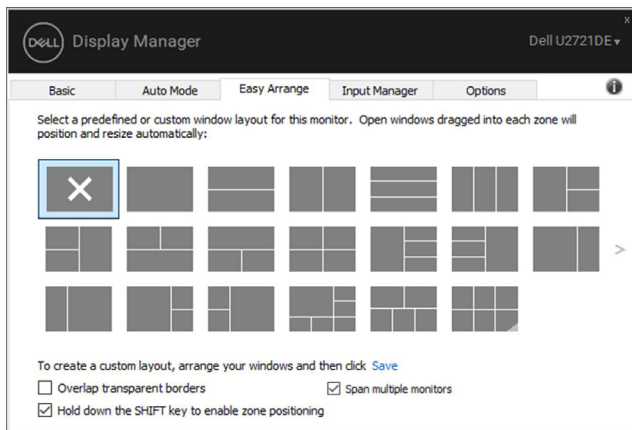 x
DELL Display Manager Dell U2721DE
Basic Auto Mode Easy Arrange Input Manager Options
Select a predefined or custom window layout for this monitor. Open windows dragged into each zone will
position and resize automatically:
To create a custom layout, arrange your windows and then click Save
Overlap transparent borders Span multiple monitors
Hold down the SHIFT key to enable zone positioning